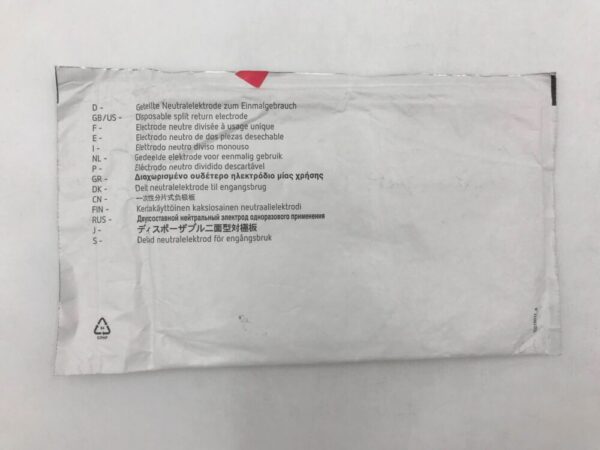 D - Geteilte Neutralelektrode zum Einmalgebrauch
GB/US - Disposable split return electrode
F - Electrode neutre divisée à usage unique
E - Electrodo neutro de dos piezas desechable
I - Elettrodo neutro diviso monouso
NL - Gedeelde elektrode voor eenmalig gebruik
P - Eléctrodo neutro dividido descartável
GR - Διαχωρισμένο ουδέτερο ηλεκτρόδιο μίας χρήσης
DK - Delt neutralelektrode til engangsbrug
CN - 一次性分片式负极板
FIN - Kertakäyttöinen kaksiosainen neutraalielektrodi
RUS - Двусоставной нейтральный электрод одноразового применения
J - ディスポーザブル二面型対極板
S - Delad neutralelektrod för engångsbruk